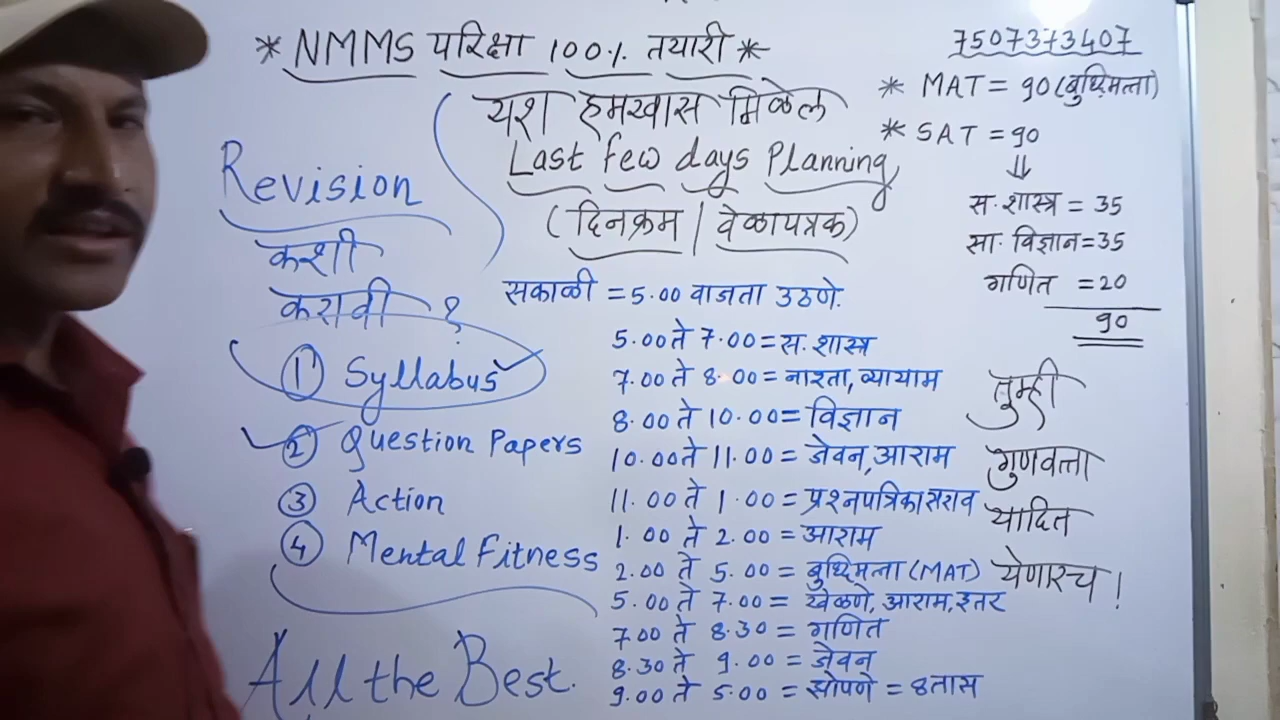 * NMMS परिक्षा 100% तयारी *
यश हमखास मिळेल
Last few days Planning
(दिनक्रम | वेळापत्रक)
7507373407
* MAT = 90 (बुध्दिमत्ता)
* SAT = 90
⇓
स. शास्त्र = 35
सा. विज्ञान = 35
गणित = 20
90
Revision
कशी
करावी ?
① Syllabus
② Question Papers
③ Action
④ Mental Fitness
All the Best.
सकाळी = 5.00 वाजता उठणे.
5.00 ते 7.00 = स. शास्त्र
7.00 ते 8.00 = नाश्ता, व्यायाम
8.00 ते 10.00 = विज्ञान
10.00 ते 11.00 = जेवन, आराम
11.00 ते 1.00 = प्रश्नपत्रिका सराव
1.00 ते 2.00 = आराम
2.00 ते 5.00 = बुध्दिमत्ता (MAT)
5.00 ते 7.00 = खेळणे, आराम, इतर
7.00 ते 8.30 = गणित
8.30 ते 9.00 = जेवन
9.00 ते 5.00 = झोपणे = 8 तास
तुम्ही
गुणवत्ता
यादित
येणारच !